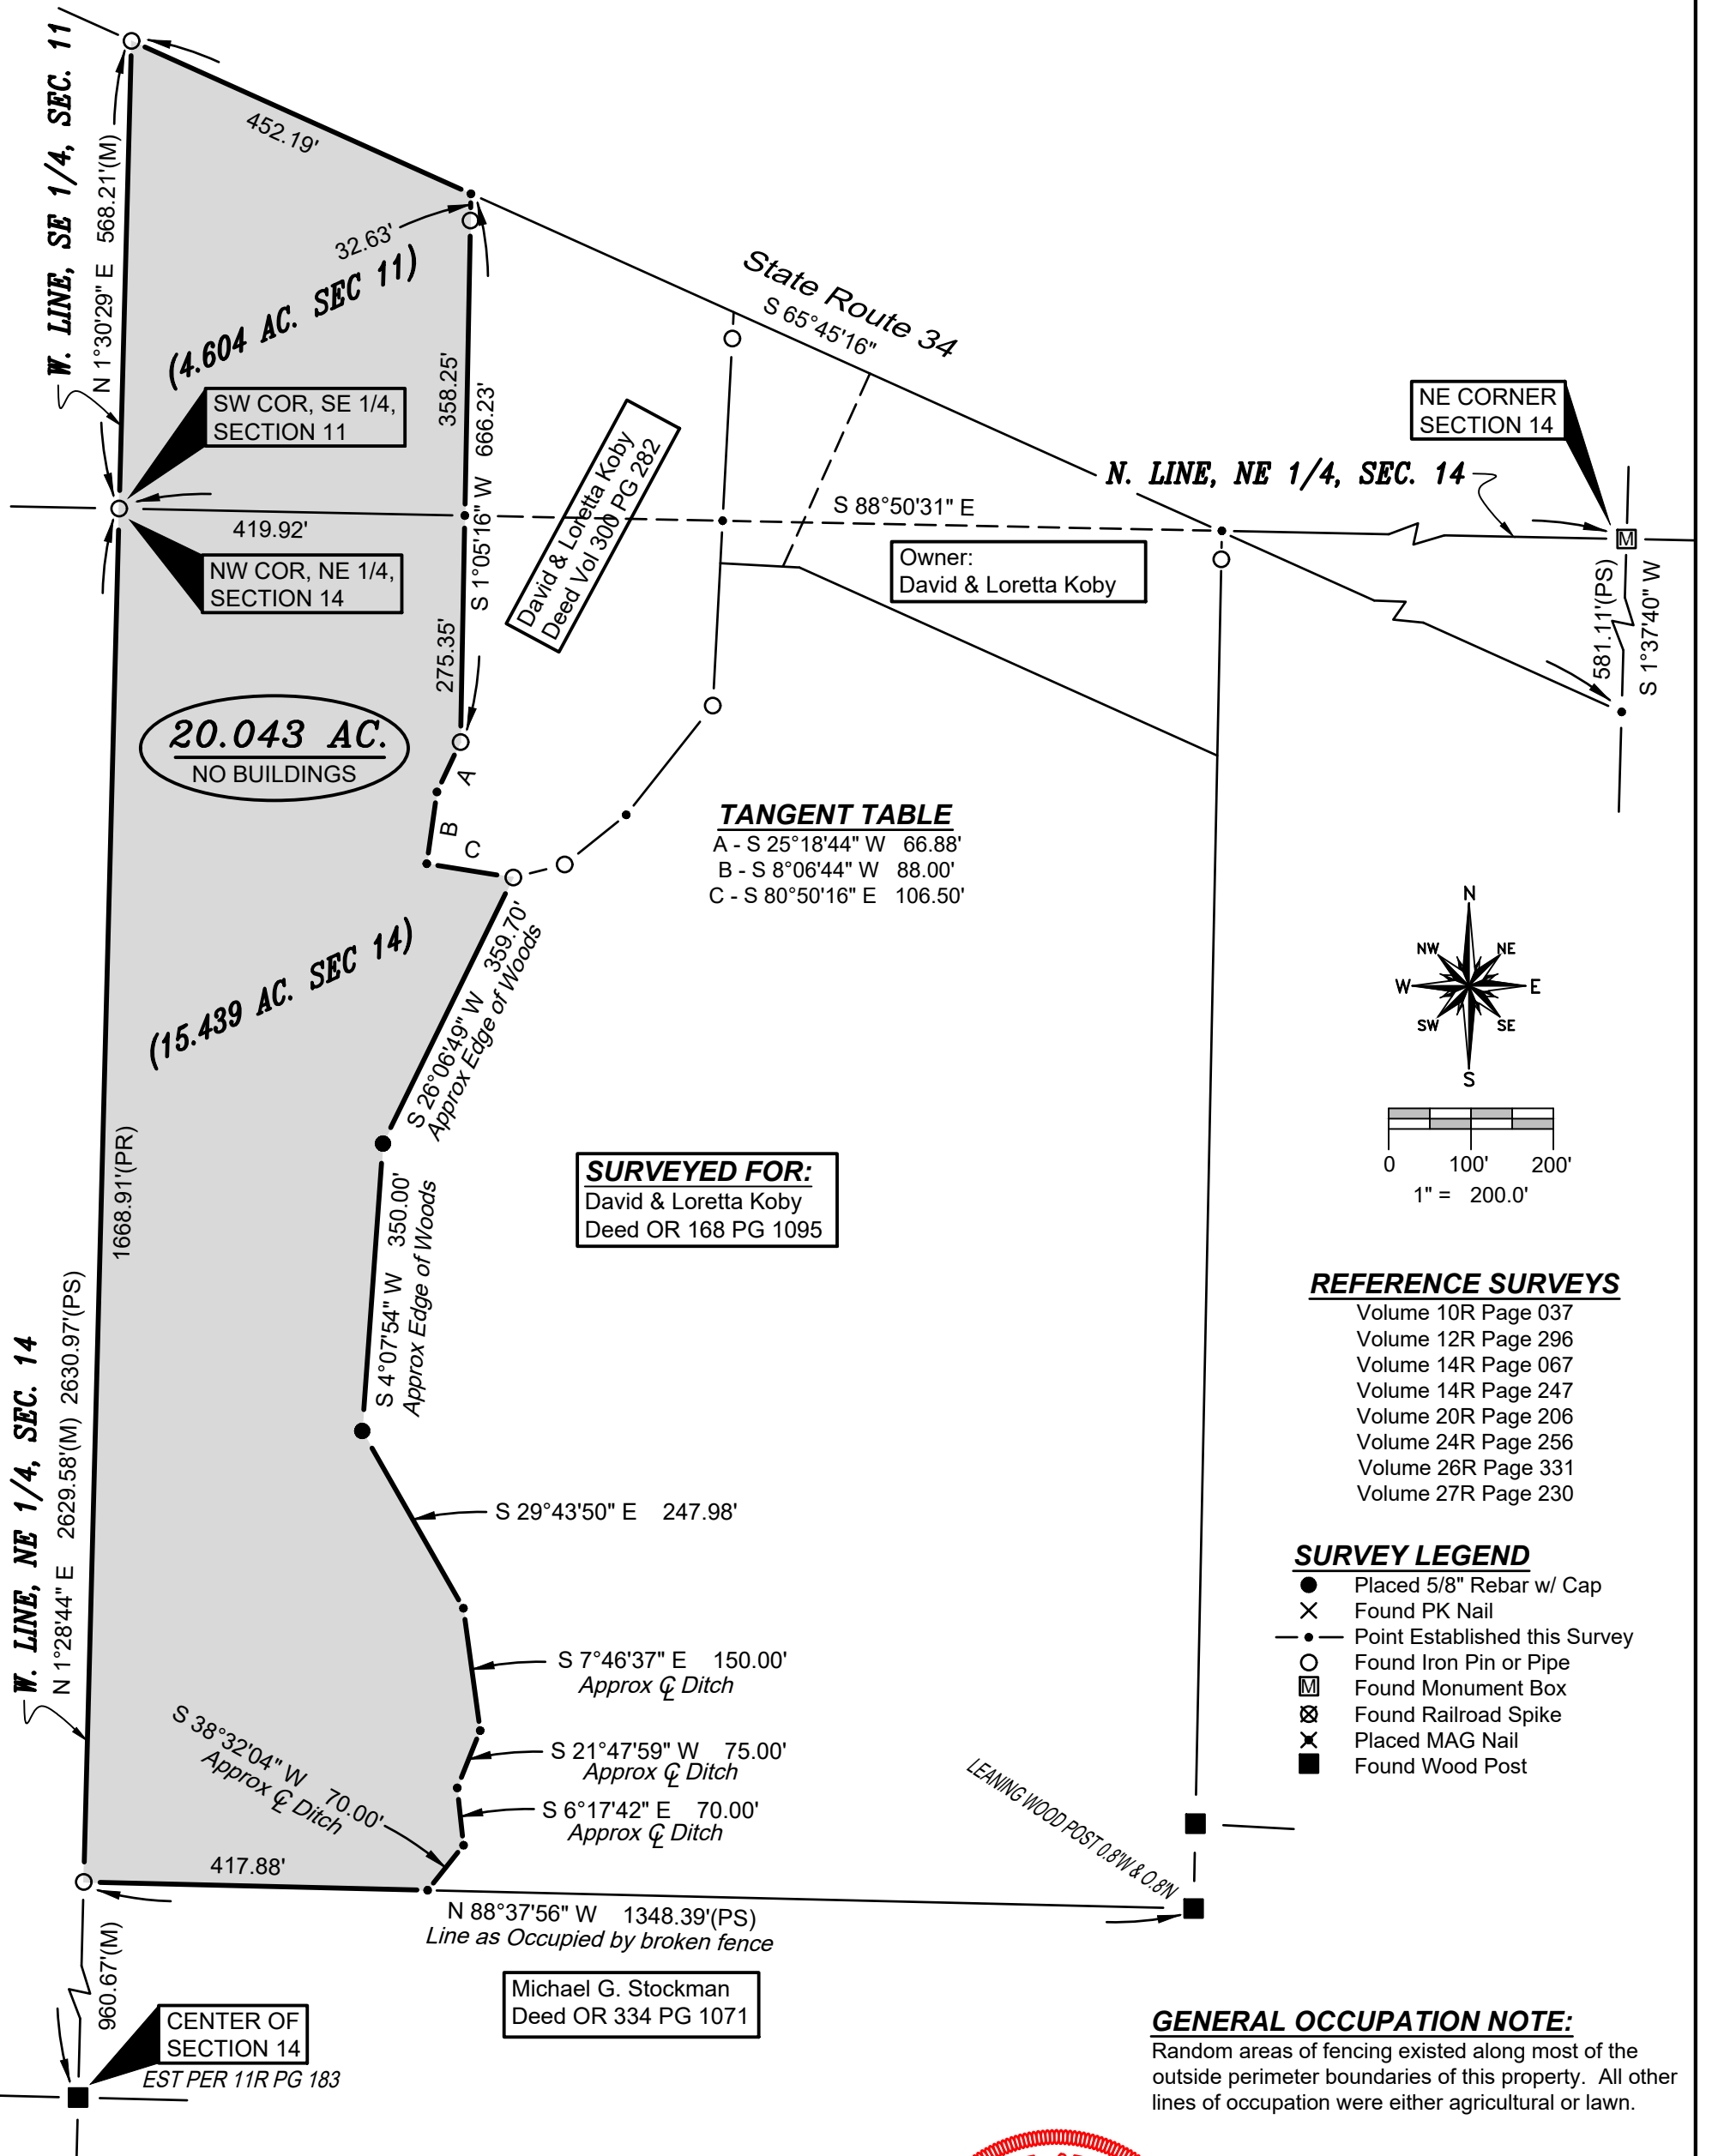 W. LINE, SE 1/4, SEC. 11
N 1°30'29" E 568.21'(M)
452.19'
32.63'
(4.604 AC. SEC 11)
SW COR, SE 1/4,
SECTION 11
358.25'
S 1°05'16" W 666.23'
State Route 34
S 65°45'16"
David & Loretta Koby
Deed Vol 300 PG 282
NE CORNER
SECTION 14
N. LINE, NE 1/4, SEC. 14
S 88°50'31" E
M
419.92'
NW COR, NE 1/4,
SECTION 14
Owner:
David & Loretta Koby
581.11'(PS)
S 1°37'40" W
275.35'
20.043 AC.
NO BUILDINGS
A
B
C
TANGENT TABLE
A - S 25°18'44" W 66.88'
B - S 8°06'44" W 88.00'
C - S 80°50'16" E 106.50'
(15.439 AC. SEC 14)
S 26°06'49" W 359.70'
Approx Edge of Woods
N
NW
NE
W
E
SW
SE
S
0 100' 200'
1" = 200.0'
1668.91'(PR)
SURVEYED FOR:
David & Loretta Koby
Deed OR 168 PG 1095
S 4°07'54" W 350.00'
Approx Edge of Woods
REFERENCE SURVEYS
Volume 10R Page 037
Volume 12R Page 296
Volume 14R Page 067
Volume 14R Page 247
Volume 20R Page 206
Volume 24R Page 256
Volume 26R Page 331
Volume 27R Page 230
W. LINE, NE 1/4, SEC. 14
N 1°28'44" E 2629.58'(M) 2630.97'(PS)
S 29°43'50" E 247.98'
SURVEY LEGEND
Placed 5/8" Rebar w/ Cap
Found PK Nail
Point Established this Survey
Found Iron Pin or Pipe
M Found Monument Box
Found Railroad Spike
Placed MAG Nail
Found Wood Post
S 7°46'37" E 150.00'
Approx ℄ Ditch
S 38°32'04" W 70.00'
Approx ℄ Ditch
S 21°47'59" W 75.00'
Approx ℄ Ditch
S 6°17'42" E 70.00'
Approx ℄ Ditch
LEANING WOOD POST 0.8'W & 0.8'N
417.88'
N 88°37'56" W 1348.39'(PS)
Line as Occupied by broken fence
960.67'(M)
Michael G. Stockman
Deed OR 334 PG 1071
CENTER OF
SECTION 14
EST PER 11R PG 183
GENERAL OCCUPATION NOTE:
Random areas of fencing existed along most of the
outside perimeter boundaries of this property. All other
lines of occupation were either agricultural or lawn.